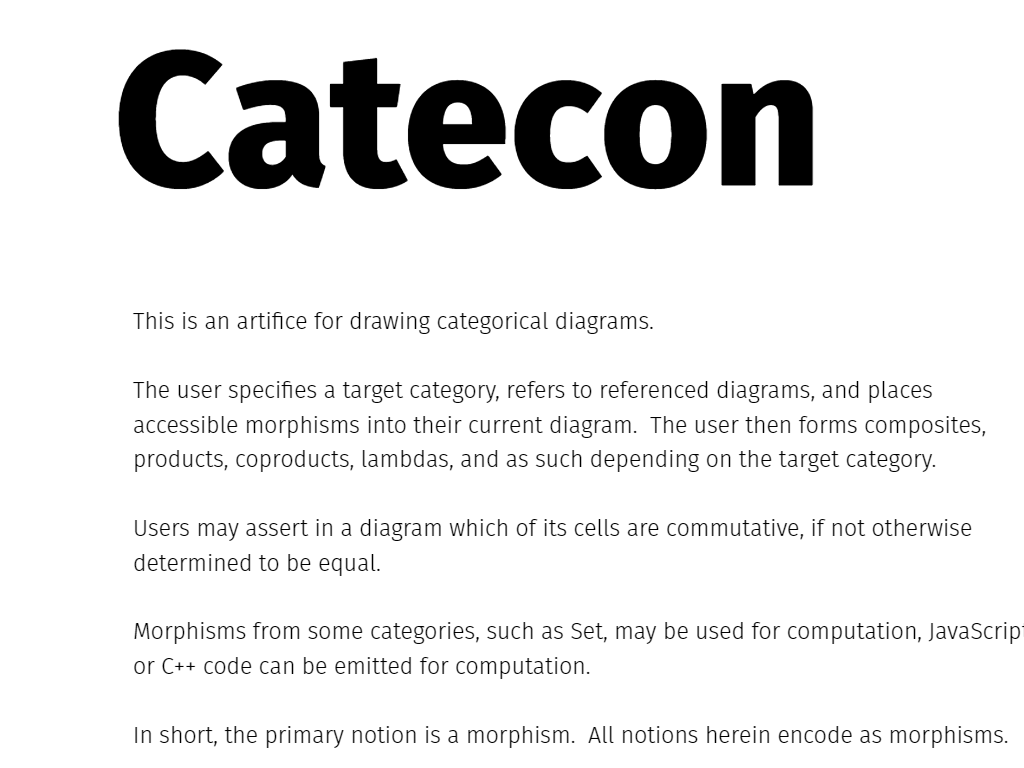 Catecon
This is an artifice for drawing categorical diagrams.
The user specifies a target category, refers to referenced diagrams, and places
accessible morphisms into their current diagram.  The user then forms composites,
products, coproducts, lambdas, and as such depending on the target category.
Users may assert in a diagram which of its cells are commutative, if not otherwise
determined to be equal.
Morphisms from some categories, such as Set, may be used for computation, JavaScript
or C++ code can be emitted for computation.
In short, the primary notion is a morphism.  All notions herein encode as morphisms.